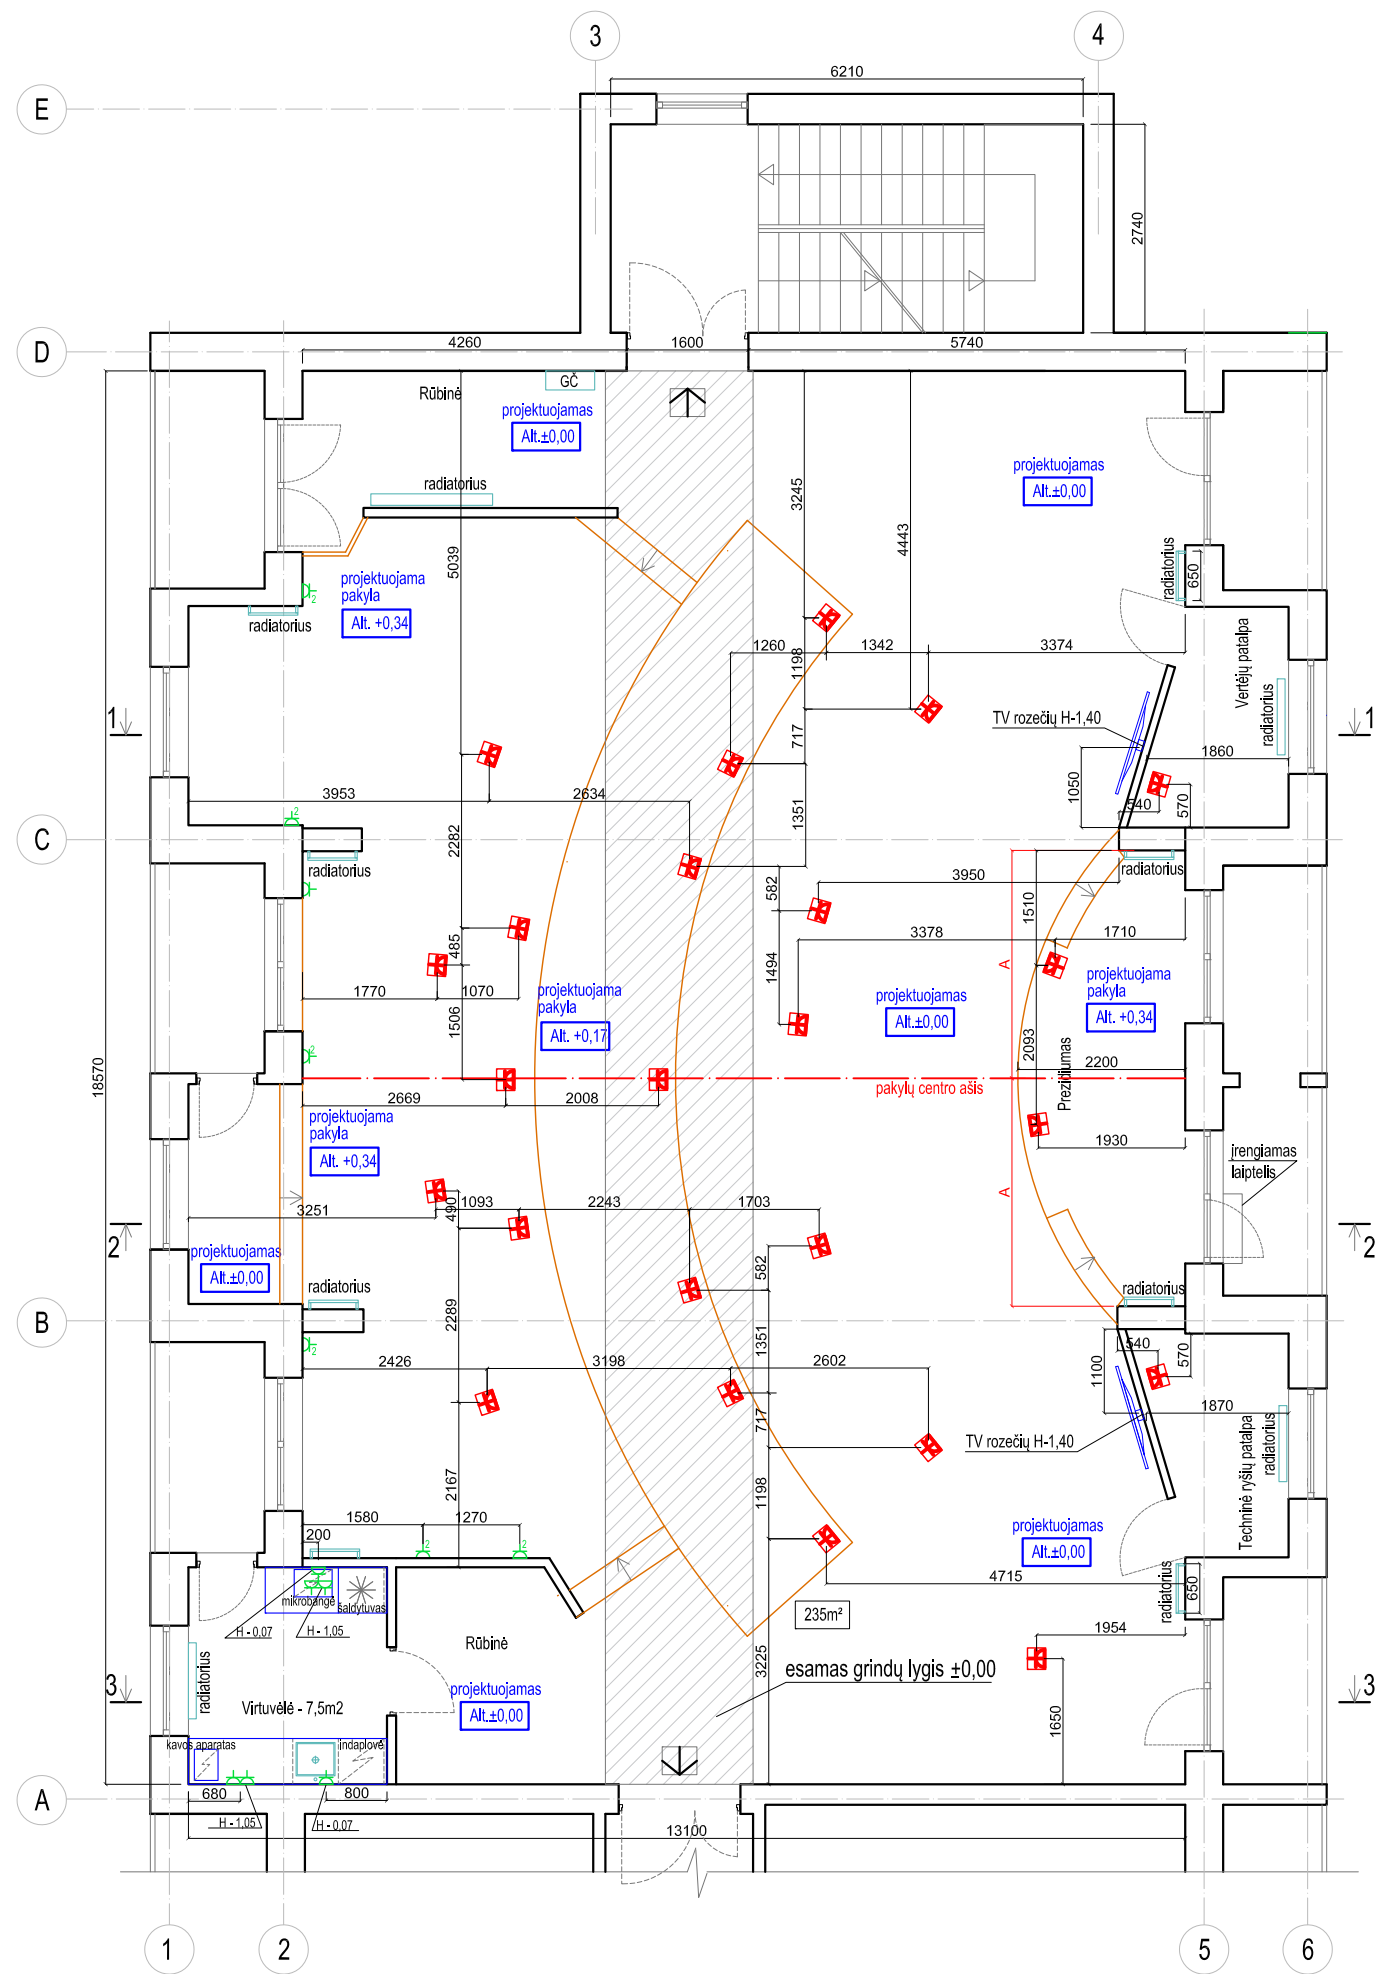 3
4
6210
E
2740
D
4260
1600
5740
GČ
Rūbinė
projektuojamas
Alt.±0,00
projektuojamas
Alt.±0,00
radiatorius
3245
4443
5039
radiatorius
650
projektuojama
pakyla
Alt. +0,34
radiatorius
1260
1198
1342
3374
Vertėjų patalpa
radiatorius
1
TV rozečių H-1,40
1
717
1860
1050
3953
2634
1351
540
570
2
C
2282
radiatorius
radiatorius
582
3950
1510
2
485
3378
1710
1494
A
1770
1070
projektuojama
pakyla
Alt. +0,17
projektuojamas
Alt.±0,00
projektuojama
pakyla
Alt. +0,34
1506
2093
2
18570
2200
Prezidiumas
pakylų centro ašis
2669
2008
projektuojama
pakyla
Alt. +0,34
1930
įrengiamas
laiptelis
A
490
1093
2243
1703
3251
2
2
projektuojamas
Alt.±0,00
582
radiatorius
radiatorius
B
2289
1351
540
570
2
1100
2426
3198
2602
717
1870
TV rozečių H-1,40
radiatorius
Techninė ryšių patalpa
2167
1198
1580
1270
200
2
2
projektuojamas
Alt.±0,00
4715
radiatorius
650
mikrobangė
šaldytuvas
235m²
H - 0,07
H - 1,05
Rūbinė
1954
3225
esamas grindų lygis ±0,00
radiatorius
3
3
projektuojamas
Alt.±0,00
Virtuvėlė - 7,5m2
1650
kavos aparatas
indaplovė
A
680
800
H - 1,05
H - 0,07
13100
1
2
5
6